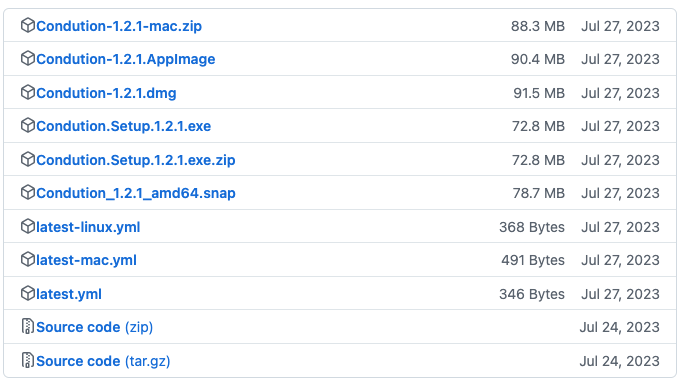 Condution-1.2.1-mac.zip 88.3 MB Jul 27, 2023
Condution-1.2.1.AppImage 90.4 MB Jul 27, 2023
Condution-1.2.1.dmg 91.5 MB Jul 27, 2023
Condution.Setup.1.2.1.exe 72.8 MB Jul 27, 2023
Condution.Setup.1.2.1.exe.zip 72.8 MB Jul 27, 2023
Condution_1.2.1_amd64.snap 78.7 MB Jul 27, 2023
latest-linux.yml 368 Bytes Jul 27, 2023
latest-mac.yml 491 Bytes Jul 27, 2023
latest.yml 346 Bytes Jul 27, 2023
Source code (zip) Jul 24, 2023
Source code (tar.gz) Jul 24, 2023